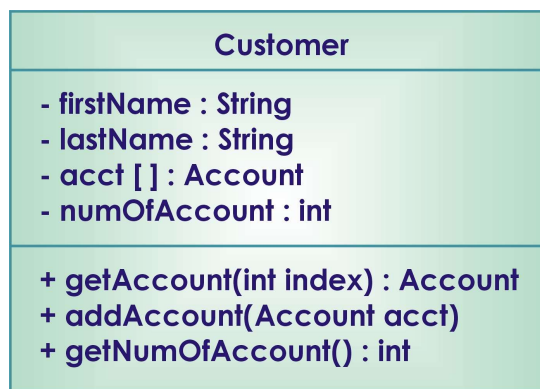 Customer
- firstName : String
- lastName : String
- acct [ ] : Account
- numOfAccount : int
+ getAccount(int index) : Account
+ addAccount(Account acct)
+ getNumOfAccount() : int